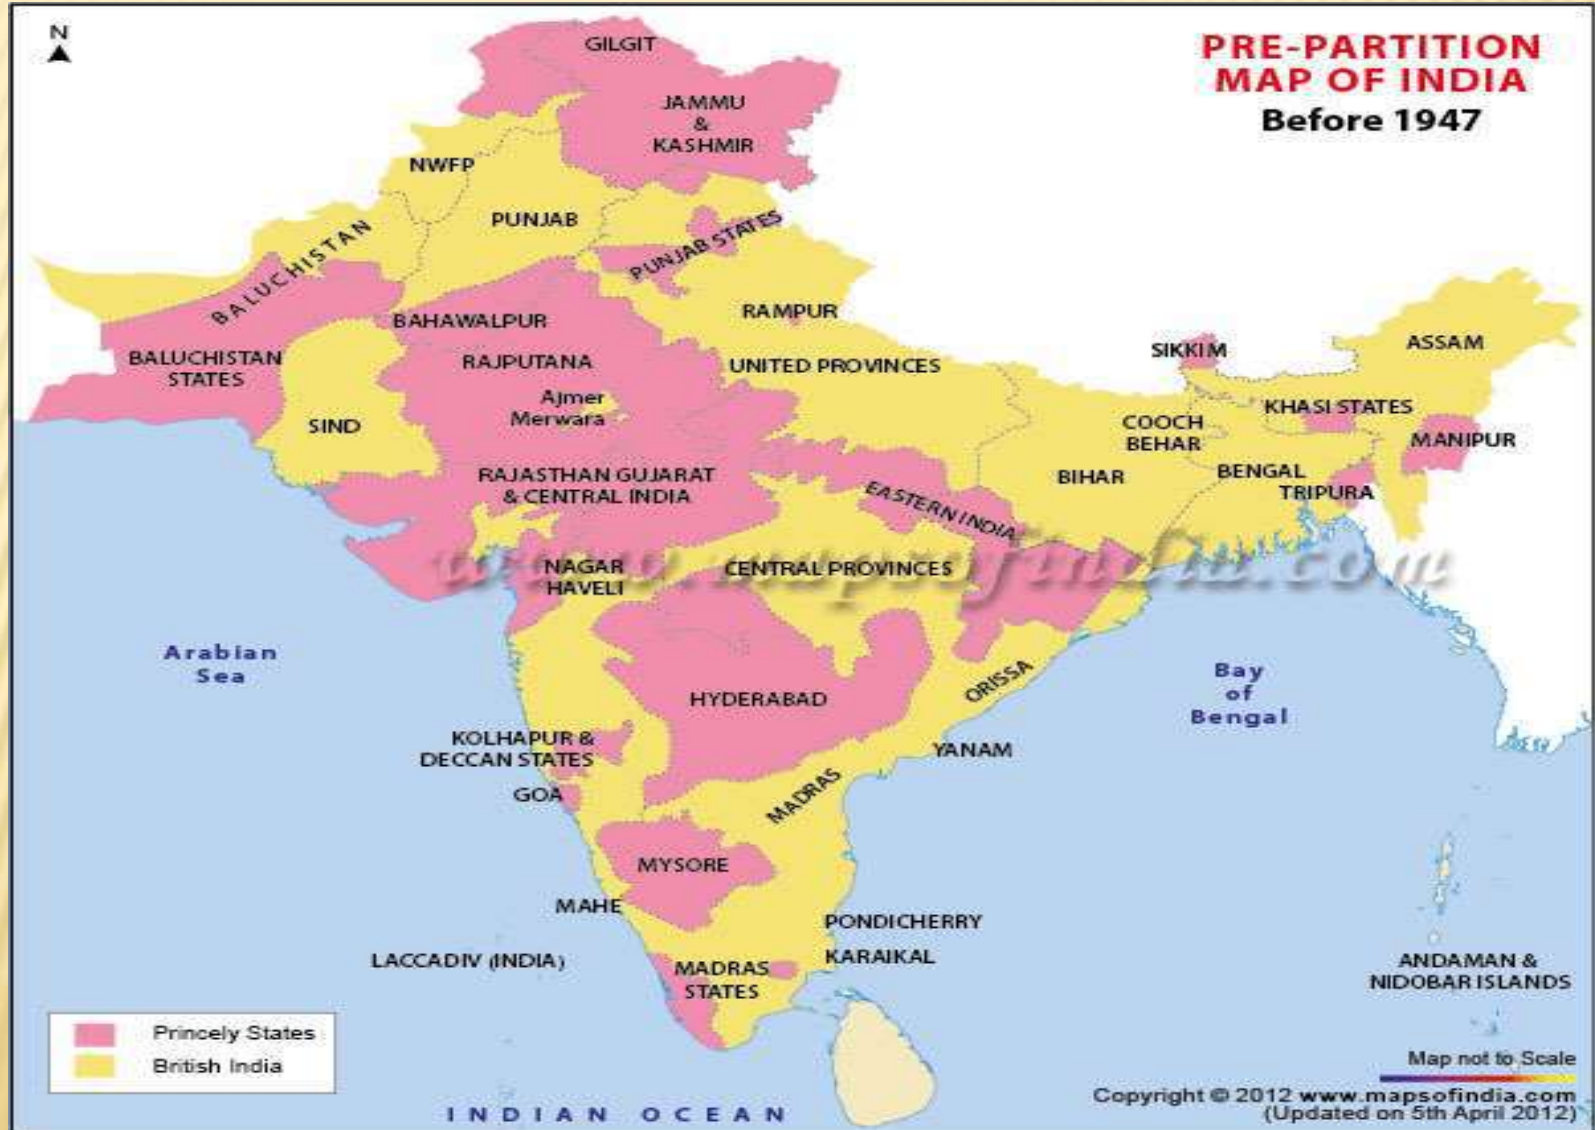 N
PRE-PARTITION
MAP OF INDIA
Before 1947
GILGIT
JAMMU
&
KASHMIR
NWFP
PUNJAB
PUNJAB STATES
BALUCHISTAN
BAHAWALPUR
RAMPUR
BALUCHISTAN
STATES
RAJPUTANA
UNITED PROVINCES
SIKKIM
ASSAM
Ajmer
Merwara
SIND
KHASI STATES
COOCH
BEHAR
MANIPUR
RAJASTHAN GUJARAT
& CENTRAL INDIA
EASTERN INDIA
BIHAR
BENGAL
TRIPURA
www.mapsofindia.com
NAGAR
HAVELI
CENTRAL PROVINCES
Arabian
Sea
HYDERABAD
ORISSA
Bay
of
Bengal
KOLHAPUR &
DECCAN STATES
YANAM
GOA
MADRAS
MYSORE
MAHE
PONDICHERRY
LACCADIV (INDIA)
KARAIKAL
MADRAS
STATES
ANDAMAN &
NIDOBAR ISLANDS
Princely States
British India
Map not to Scale
INDIAN OCEAN
Copyright © 2012 www.mapsofindia.com
(Updated on 5th April 2012)